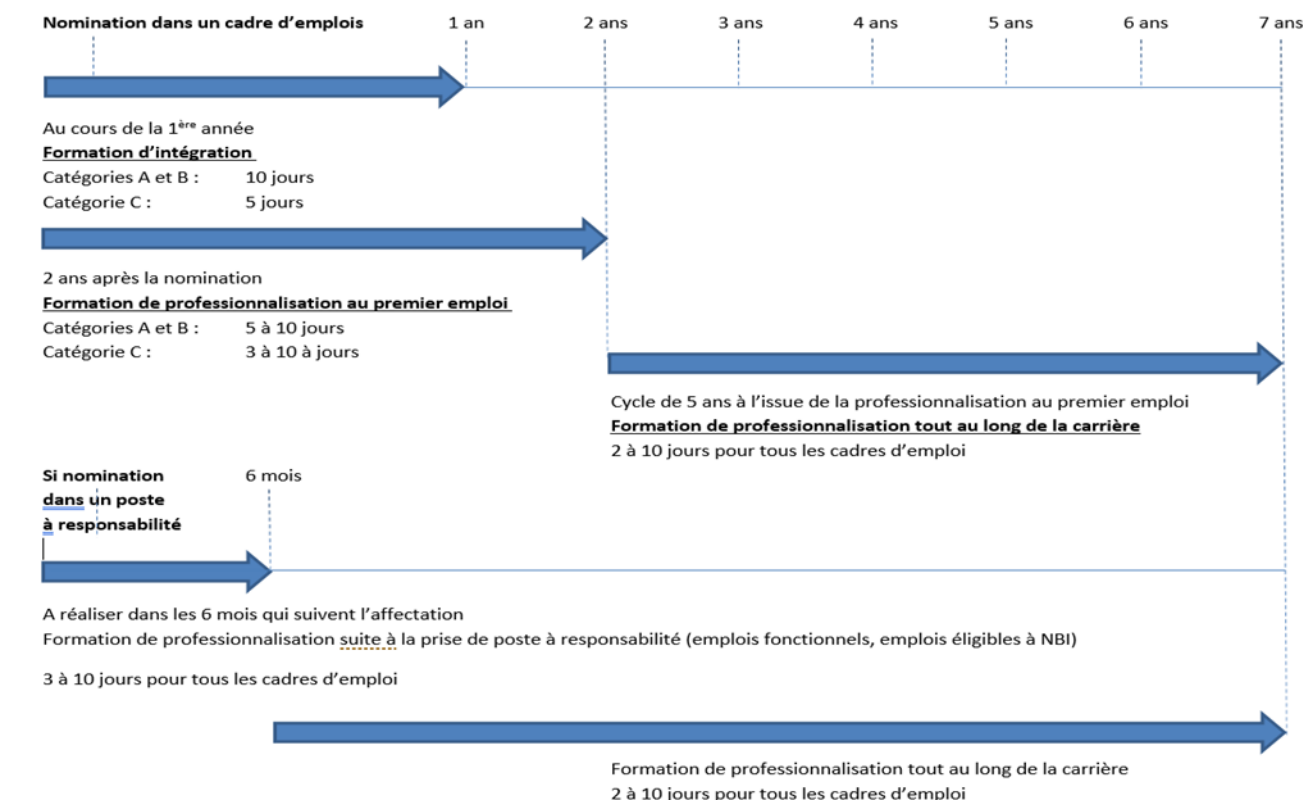 Nomination dans un cadre d’emplois 1 an 2 ans 3 ans 4 ans 5 ans 6 ans 7 ans
Au cours de la 1ère année
Formation d’intégration
Catégories A et B : 10 jours
Catégorie C : 5 jours
2 ans après la nomination
Formation de professionnalisation au premier emploi
Catégories A et B : 5 à 10 jours
Catégorie C : 3 à 10 à jours
Cycle de 5 ans à l’issue de la professionnalisation au premier emploi
Formation de professionnalisation tout au long de la carrière
2 à 10 jours pour tous les cadres d’emploi
Si nomination 6 mois
dans un poste
à responsabilité
A réaliser dans les 6 mois qui suivent l’affectation
Formation de professionnalisation suite à la prise de poste à responsabilité (emplois fonctionnels, emplois éligibles à NBI)
3 à 10 jours pour tous les cadres d’emploi
Formation de professionnalisation tout au long de la carrière
2 à 10 jours pour tous les cadres d’emploi